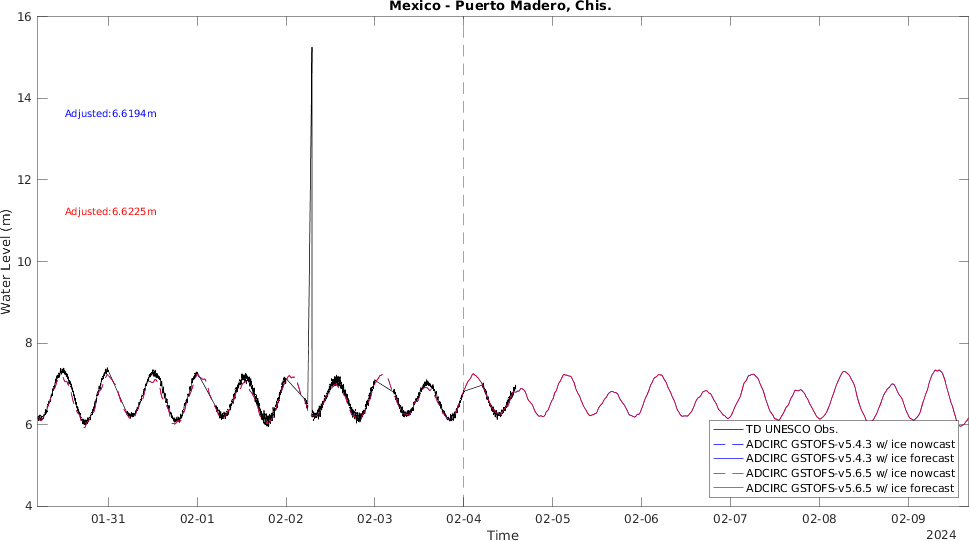 Mexico - Puerto Madero, Chis.
16
14
12
10
8
6
4
Water Level (m)
Adjusted:6.6194m
Adjusted:6.6225m
TD UNESCO Obs.
ADCIRC GSTOFS-v5.4.3 w/ ice nowcast
ADCIRC GSTOFS-v5.4.3 w/ ice forecast
ADCIRC GSTOFS-v5.6.5 w/ ice nowcast
ADCIRC GSTOFS-v5.6.5 w/ ice forecast
01-31 02-01 02-02 02-03 02-04 02-05 02-06 02-07 02-08 02-09
Time
2024